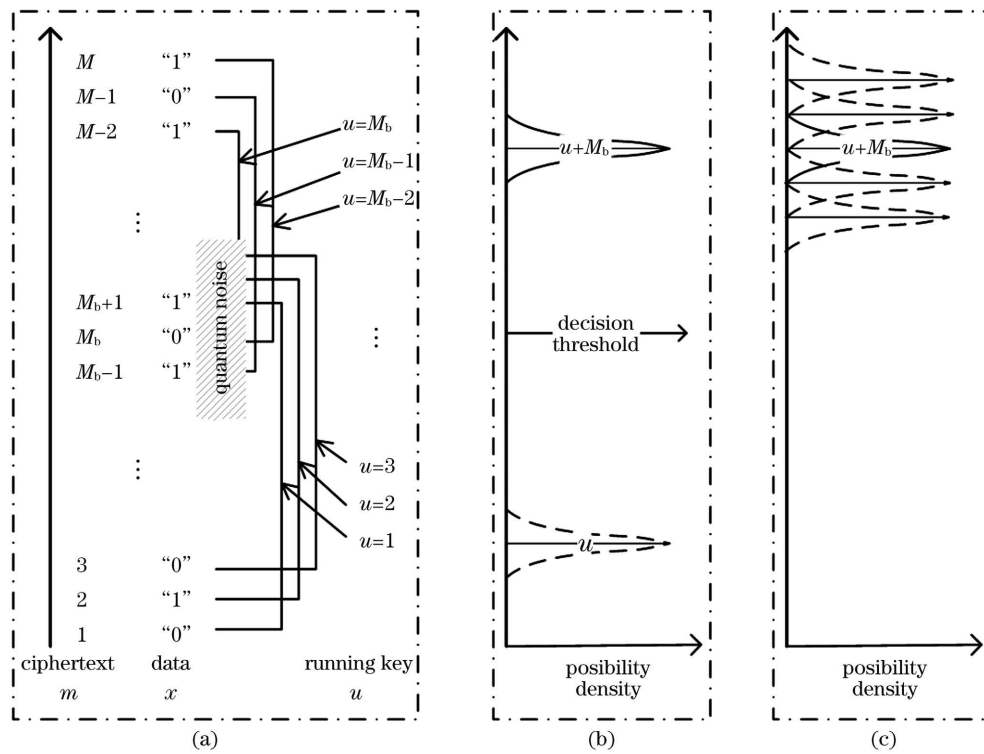 M “1”
M−1 “0”
M−2 “1”
u=Mb
u=Mb−1
u=Mb−2
⋮
⋮
quantum noise
Mb+1 “1”
Mb “0”
Mb−1 “1”
⋮
u=3
u=2
u=1
3 “0”
2 “1”
1 “0”
ciphertext data running key
m x u
(a)
u+Mb
decision
threshold
u
posibility
density
(b)
u+Mb
posibility
density
(c)